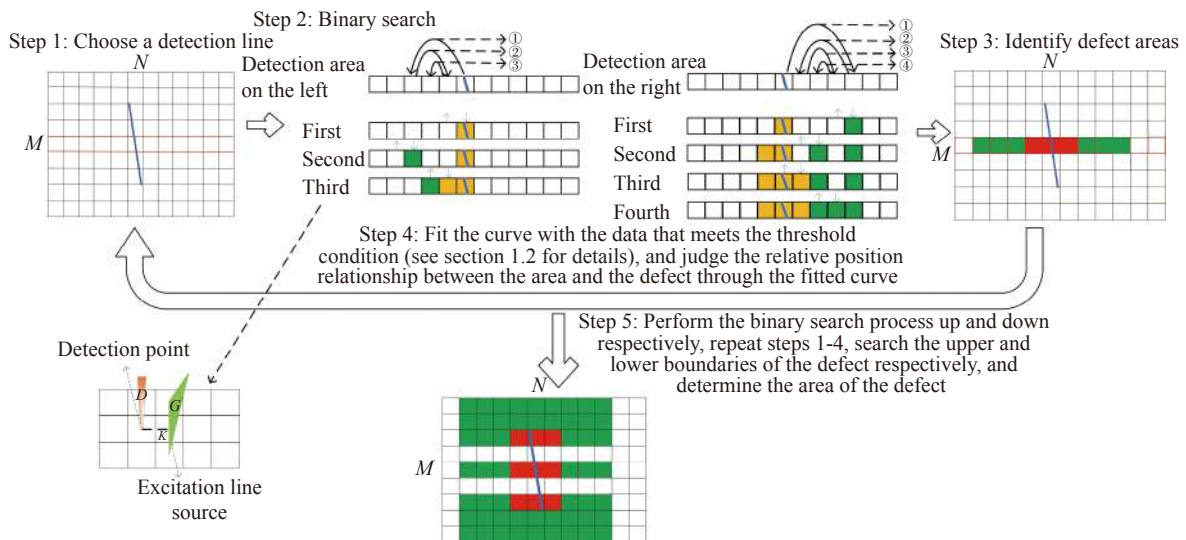 Step 1: Choose a detection line
N
M
Step 2: Binary search
①
②
③
Detection area
on the left
First
Second
Third
①
②
③
④
Detection area
on the right
First
Second
Third
Fourth
Step 3: Identify defect areas
N
M
Step 4: Fit the curve with the data that meets the threshold
condition (see section 1.2 for details), and judge the relative position
relationship between the area and the defect through the fitted curve
Step 5: Perform the binary search process up and down
respectively, repeat steps 1-4, search the upper and
lower boundaries of the defect respectively, and
determine the area of the defect
Detection point
D
G
K
Excitation line
source
N
M